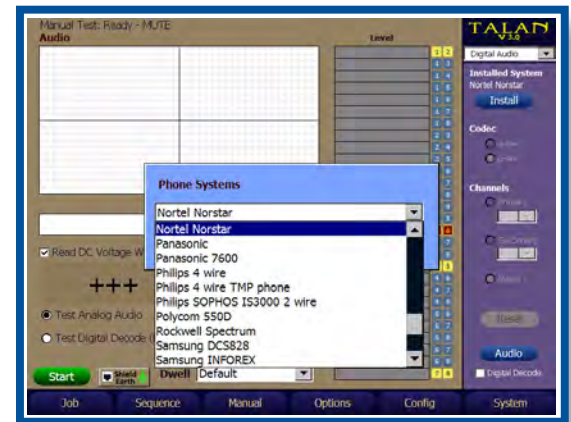 Manual Test: Ready - MUTE
Audio
Level
TALAN
V 3.0
Digital Audio
Installed System
Nortel Norstar
Install
Codec
Channels
Phone Systems
Nortel Norstar
Nortel Norstar
Panasonic
Panasonic 7600
Philips 4 wire
Philips 4 wire TMP phone
Philips SOPHOS IS3000 2 wire
Polycom 550D
Rockwell Spectrum
Samsung DCS828
Samsung INFOREX
Read DC Voltage W
+++
Test Analog Audio
Test Digital Decode (
Reset
Audio
Digital Decode
Start
Shield
Earth
Dwell
Default
Job
Sequence
Manual
Options
Config
System